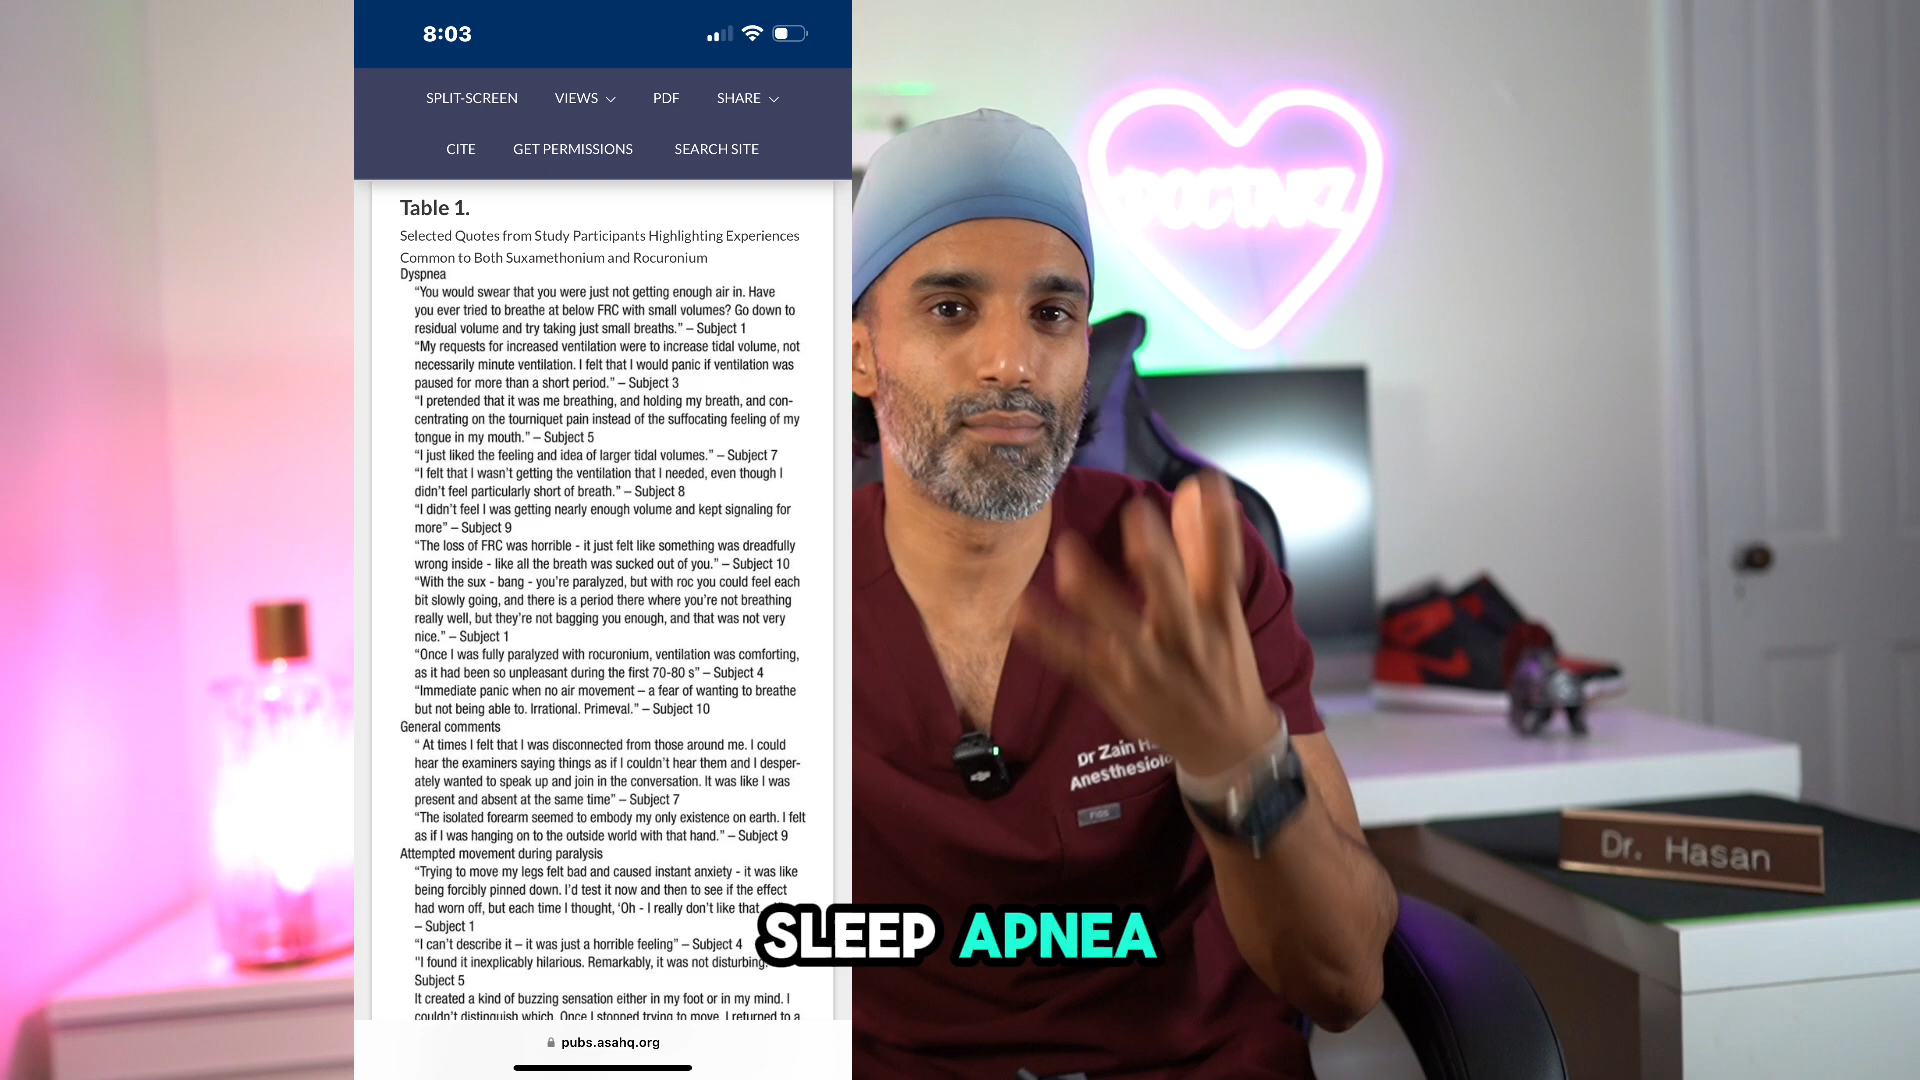 8:03
SPLIT-SCREEN VIEWS PDF SHARE
CITE GET PERMISSIONS SEARCH SITE
Table 1.
Selected Quotes from Study Participants Highlighting Experiences
Common to Both Suxamethonium and Rocuronium
Dyspnea
“You would swear that you were just not getting enough air in. Have
you ever tried to breathe at below FRC with small volumes? Go down to
residual volume and try taking just small breaths.” – Subject 1
“My requests for increased ventilation were to increase tidal volume, not
necessarily minute ventilation. I felt that I would panic if ventilation was
paused for more than a short period.” – Subject 3
“I pretended that it was me breathing, and holding my breath, and con-
centrating on the tourniquet pain instead of the suffocating feeling of my
tongue in my mouth.” – Subject 5
“I just liked the feeling and idea of larger tidal volumes.” – Subject 7
“I felt that I wasn’t getting the ventilation that I needed, even though I
didn’t feel particularly short of breath.” – Subject 8
“I didn’t feel I was getting nearly enough volume and kept signaling for
more” – Subject 9
“The loss of FRC was horrible - it just felt like something was dreadfully
wrong inside - like all the breath was sucked out of you.” – Subject 10
“With the sux - bang - you’re paralyzed, but with roc you could feel each
bit slowly going, and there is a period there where you’re not breathing
really well, but they’re not bagging you enough, and that was not very
nice.” – Subject 1
“Once I was fully paralyzed with rocuronium, ventilation was comforting,
as it had been so unpleasant during the first 70-80 s” – Subject 4
“Immediate panic when no air movement – a fear of wanting to breathe
but not being able to. Irrational. Primeval.” – Subject 10
General comments
“ At times I felt that I was disconnected from those around me. I could
hear the examiners saying things as if I couldn’t hear them and I desper-
ately wanted to speak up and join in the conversation. It was like I was
present and absent at the same time” – Subject 7
“The isolated forearm seemed to embody my only existence on earth. I felt
as if I was hanging on to the outside world with that hand.” – Subject 9
Attempted movement during paralysis
“Trying to move my legs felt bad and caused instant anxiety - it was like
being forcibly pinned down. I’d test it now and then to see if the effect
had worn off, but each time I thought, ‘Oh - I really don’t like that
– Subject 1
“I can’t describe it – it was just a horrible feeling” – Subject 4
"I found it inexplicably hilarious. Remarkably, it was not disturbing.
Subject 5
It created a kind of buzzing sensation either in my foot or in my mind. I
couldn’t distinguish which. Once I stopped trying to move, I returned to a
pubs.asahq.org
Dr Zain
Anesthesiolo
FIGS
Dr. Hasan
SLEEP APNEA